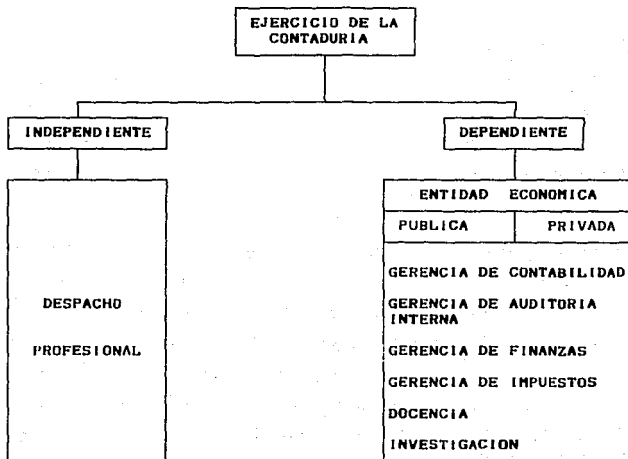 EJERCICIO DE LA
CONTADURIA
INDEPENDIENTE
DEPENDIENTE
DESPACHO
PROFESIONAL
ENTIDAD ECONOMICA
PUBLICA PRIVADA
GERENCIA DE CONTABILIDAD
GERENCIA DE AUDITORIA
INTERNA
GERENCIA DE FINANZAS
GERENCIA DE IMPUESTOS
DOCENCIA
INVESTIGACION